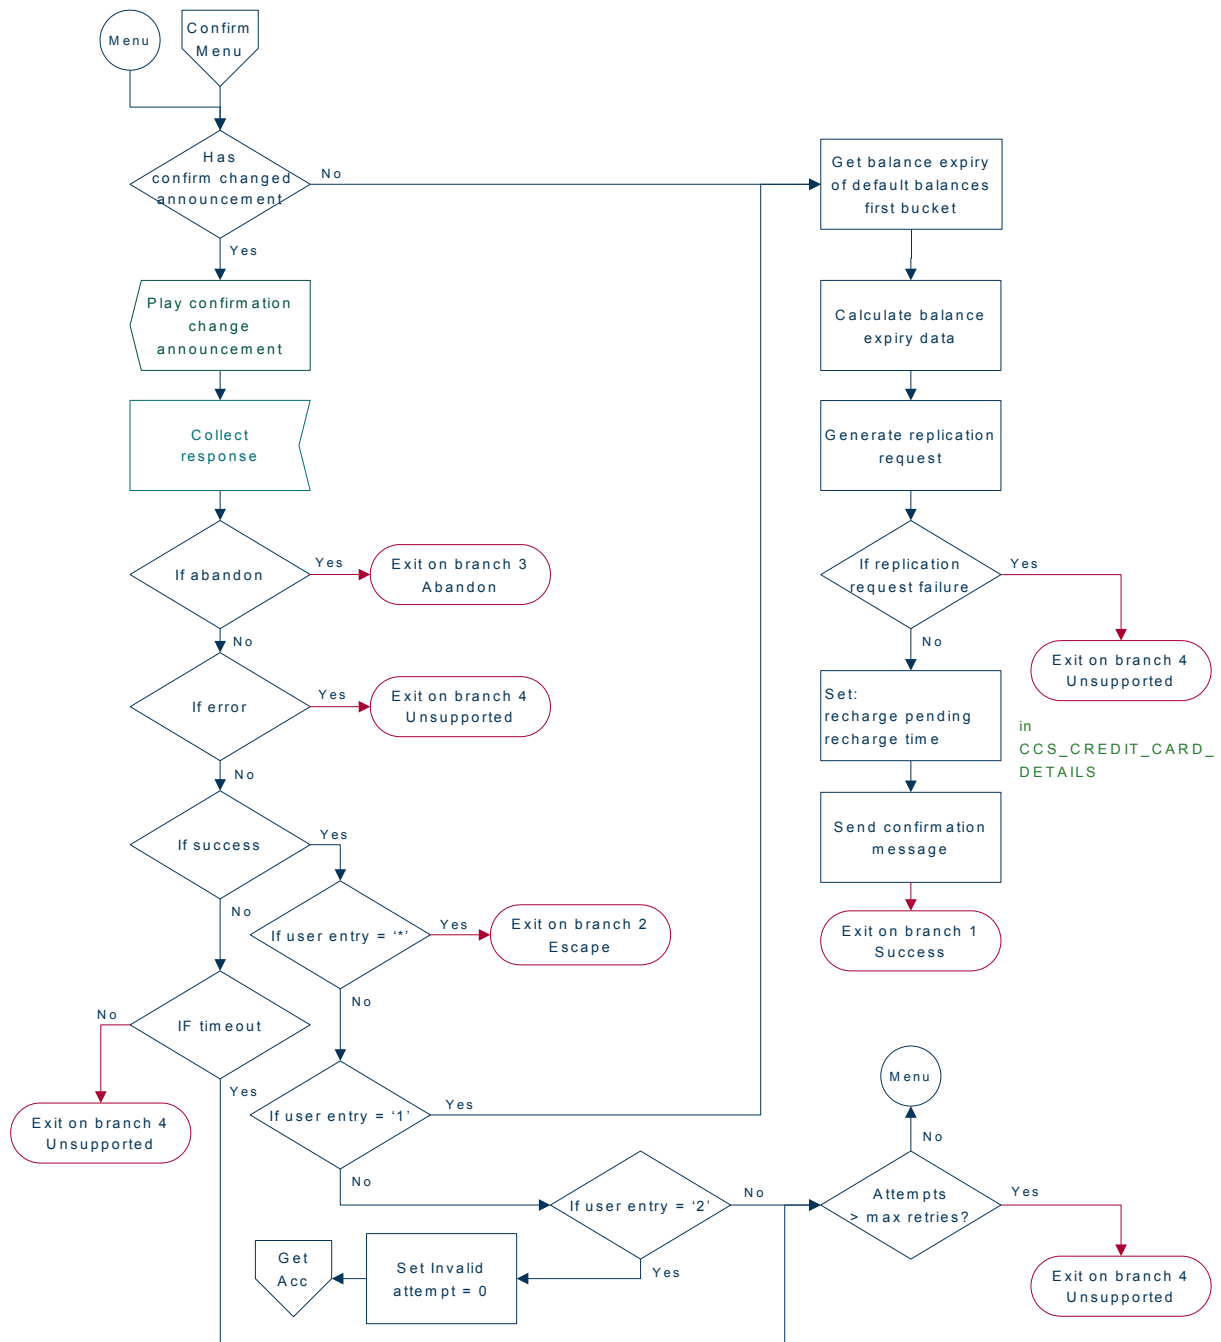 Menu
Confirm
Menu
Has
confirm changed
announcement
No
Yes
Get balance expiry
of default balances
first bucket
Play confirmation
change
announcement
Calculate balance
expiry data
Collect
response
Generate replication
request
If abandon
Yes
Exit on branch 3
Abandon
No
If replication
request failure
Yes
No
Exit on branch 4
Unsupported
If error
Yes
Exit on branch 4
Unsupported
No
Set:
recharge pending
recharge time
in
CCS_CREDIT_CARD_
DETAILS
If success
Yes
No
Send confirmation
message
If user entry = ‘*’
Yes
Exit on branch 2
Escape
No
Exit on branch 1
Success
IF timeout
No
Yes
Exit on branch 4
Unsupported
If user entry = ‘1’
Yes
No
Menu
No
If user entry = ‘2’
No
Yes
Attempts
> max retries?
Yes
Exit on branch 4
Unsupported
Get
Acc
Set Invalid
attempt = 0